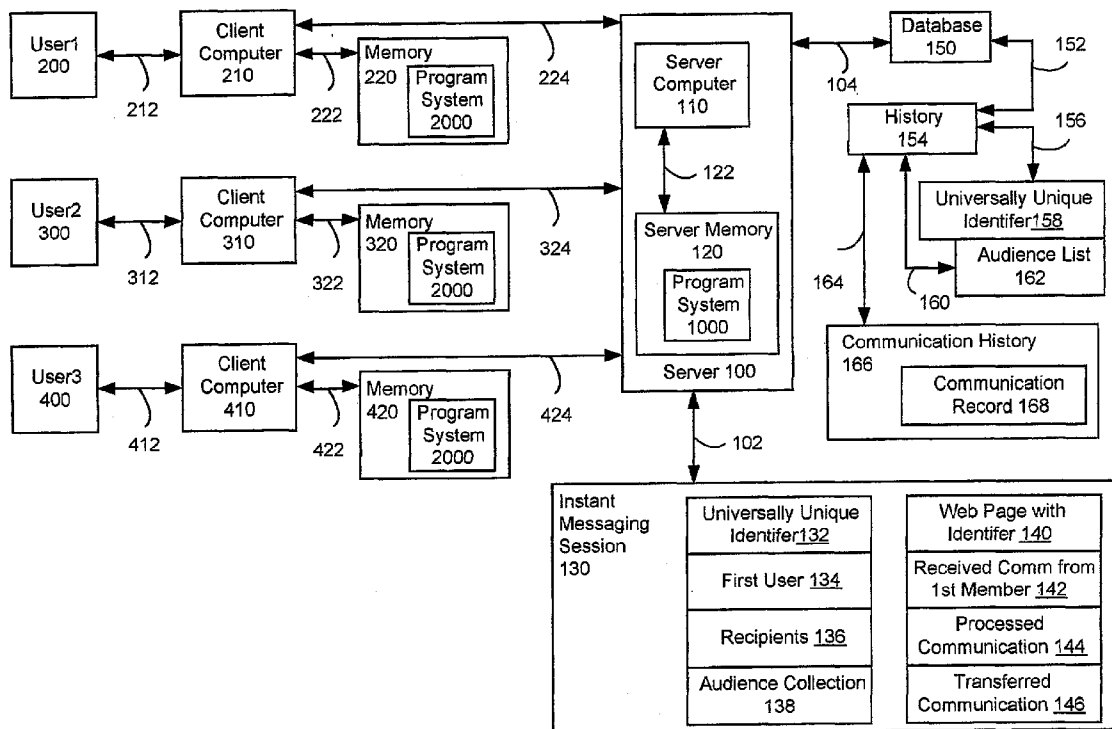 User1
200
212
Client
Computer
210
222
Memory
220
Program
System
2000
224
User2
300
312
Client
Computer
310
322
Memory
320
Program
System
2000
324
User3
400
412
Client
Computer
410
422
Memory
420
Program
System
2000
424
Server
Computer
110
122
Server Memory
120
Program
System
1000
Server 100
102
104
Database
150
152
History
154
156
Universally Unique
Identifer 158
Audience List
162
160
164
Communication History
166
Communication
Record 168
Instant
Messaging
Session
130
Universally Unique
Identifer 132
First User 134
Recipients 136
Audience Collection
138
Web Page with
Identifer 140
Received Comm from
1st Member 142
Processed
Communication 144
Transferred
Communication 146